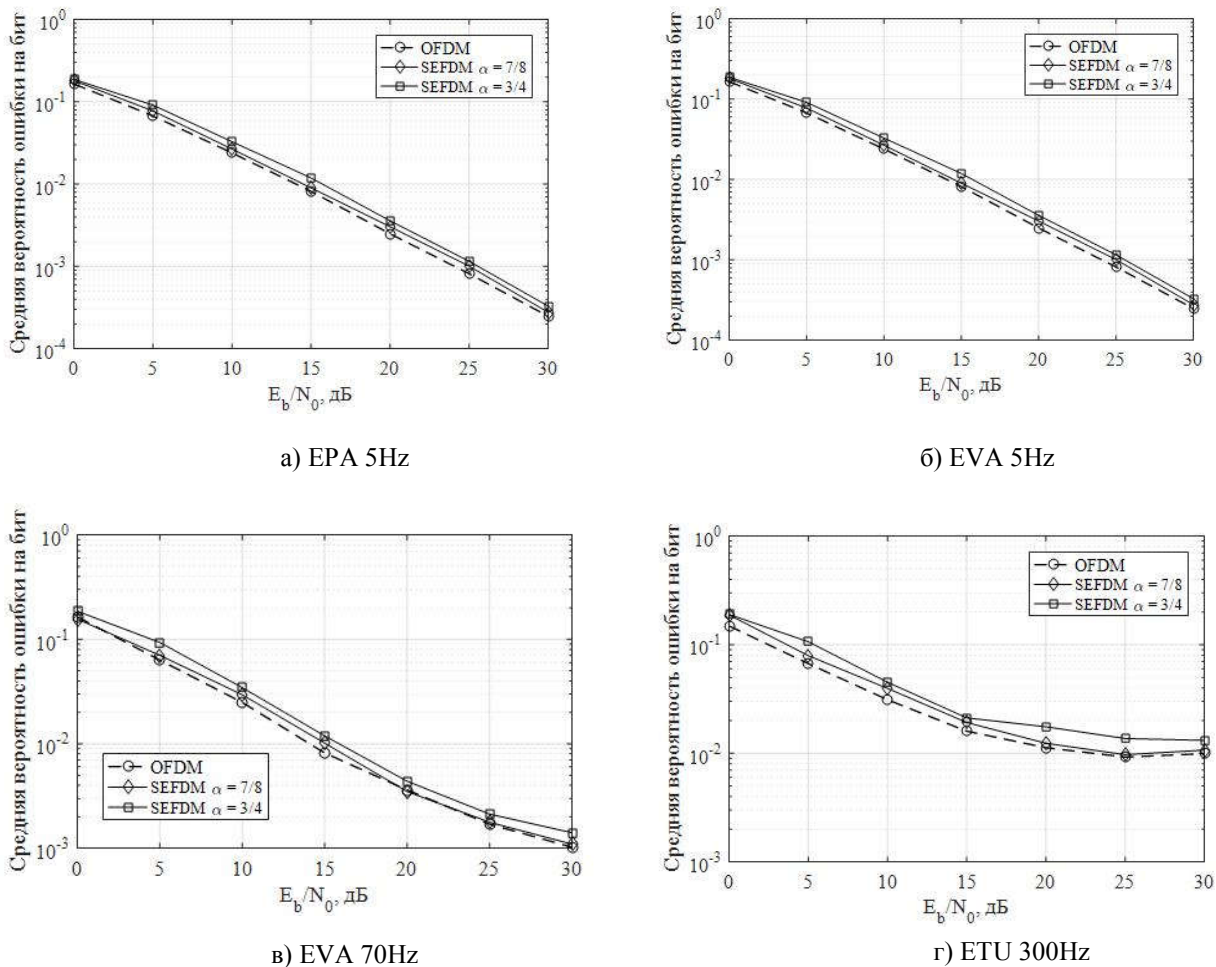 Средняя вероятность ошибки на бит
10^0
10^-1
10^-2
10^-3
10^-4
OFDM
SEFDM α = 7/8
SEFDM α = 3/4
0 5 10 15 20 25 30
E_b/N_0, дБ
а) EPA 5Hz
Средняя вероятность ошибки на бит
10^0
10^-1
10^-2
10^-3
10^-4
OFDM
SEFDM α = 7/8
SEFDM α = 3/4
0 5 10 15 20 25 30
E_b/N_0, дБ
б) EVA 5Hz
Средняя вероятность ошибки на бит
10^0
10^-1
10^-2
10^-3
OFDM
SEFDM α = 7/8
SEFDM α = 3/4
0 5 10 15 20 25 30
E_b/N_0, дБ
в) EVA 70Hz
Средняя вероятность ошибки на бит
10^0
10^-1
10^-2
10^-3
OFDM
SEFDM α = 7/8
SEFDM α = 3/4
0 5 10 15 20 25 30
E_b/N_0, дБ
г) ETU 300Hz